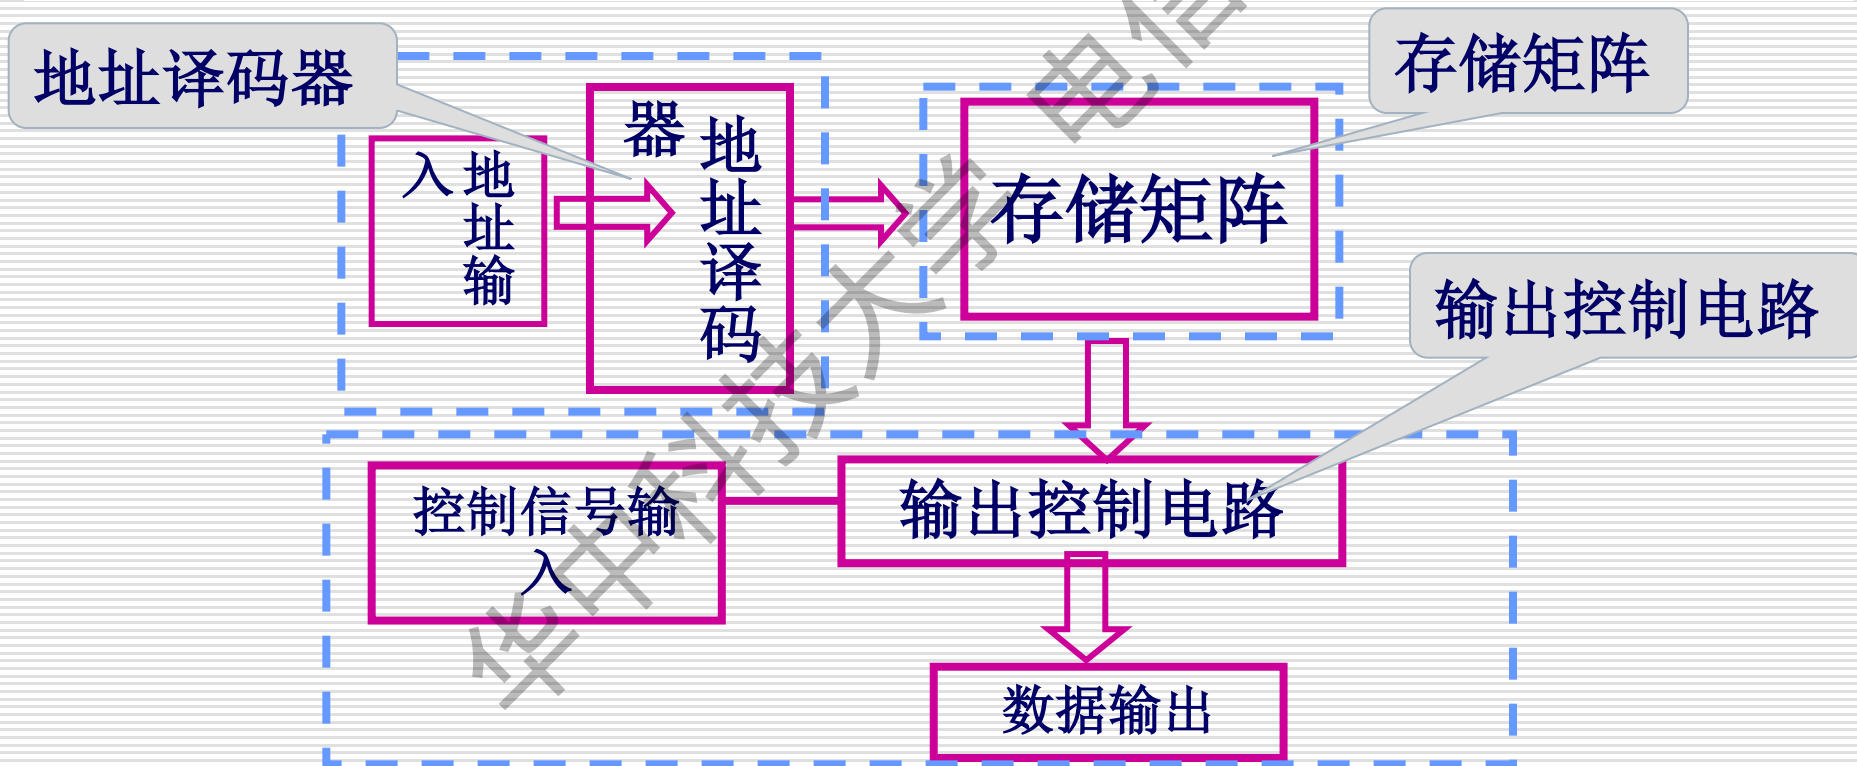 地址译码器
存储矩阵
地址输
入
地址译码
器
存储矩阵
输出控制电路
控制信号输
入
输出控制电路
数据输出
华中科技大学 电信